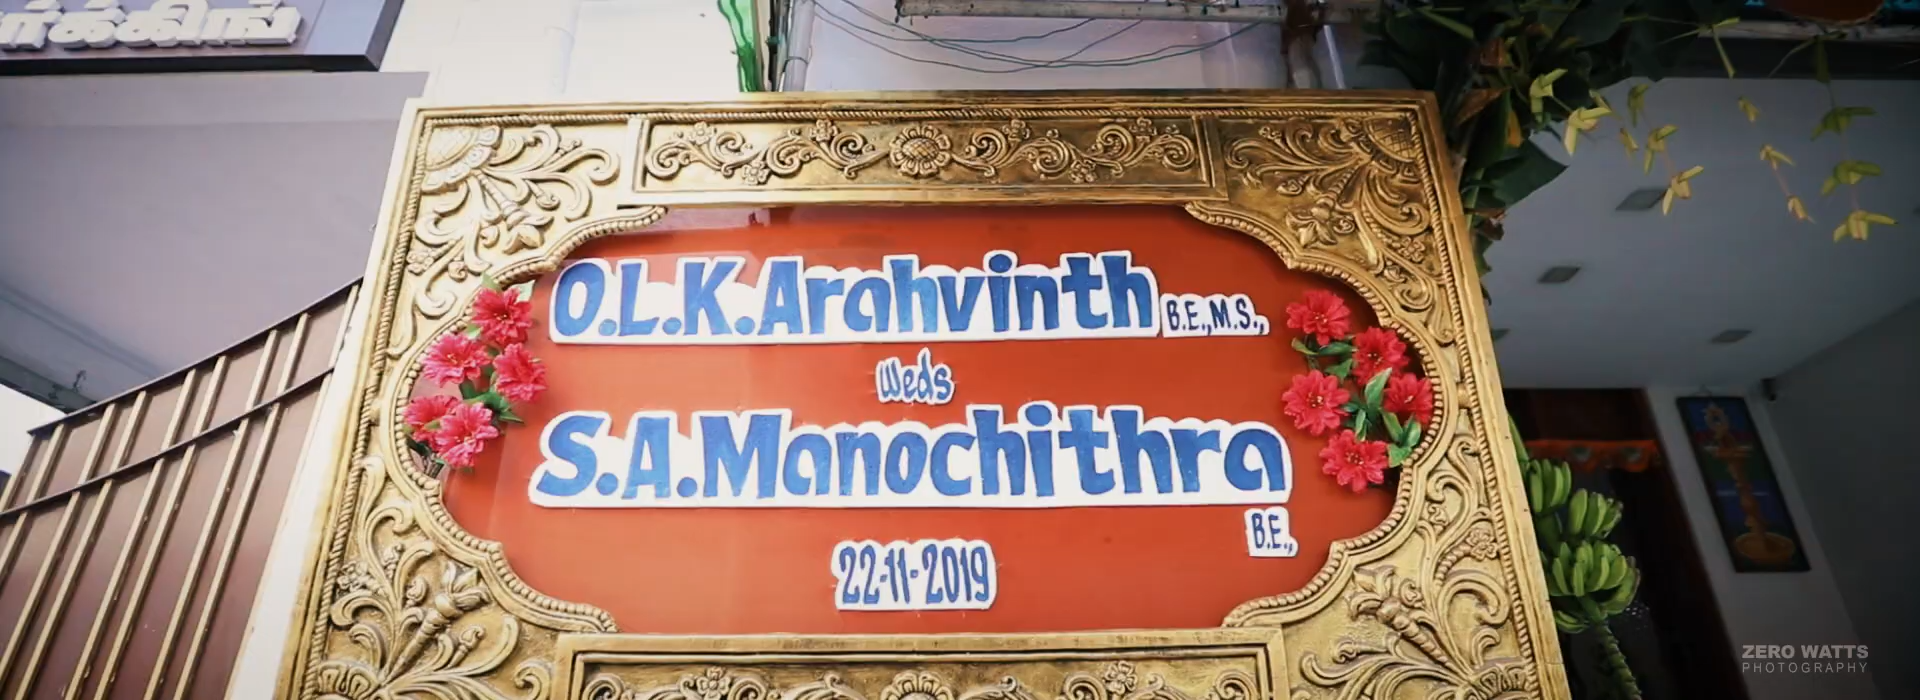 ர்க்கிங்
O.L.K.Arahvinth B.E.,M.S.,
Weds
S.A.Manochithra
B.E.,
22-11-2019
ZERO WATTS
PHOTOGRAPHY